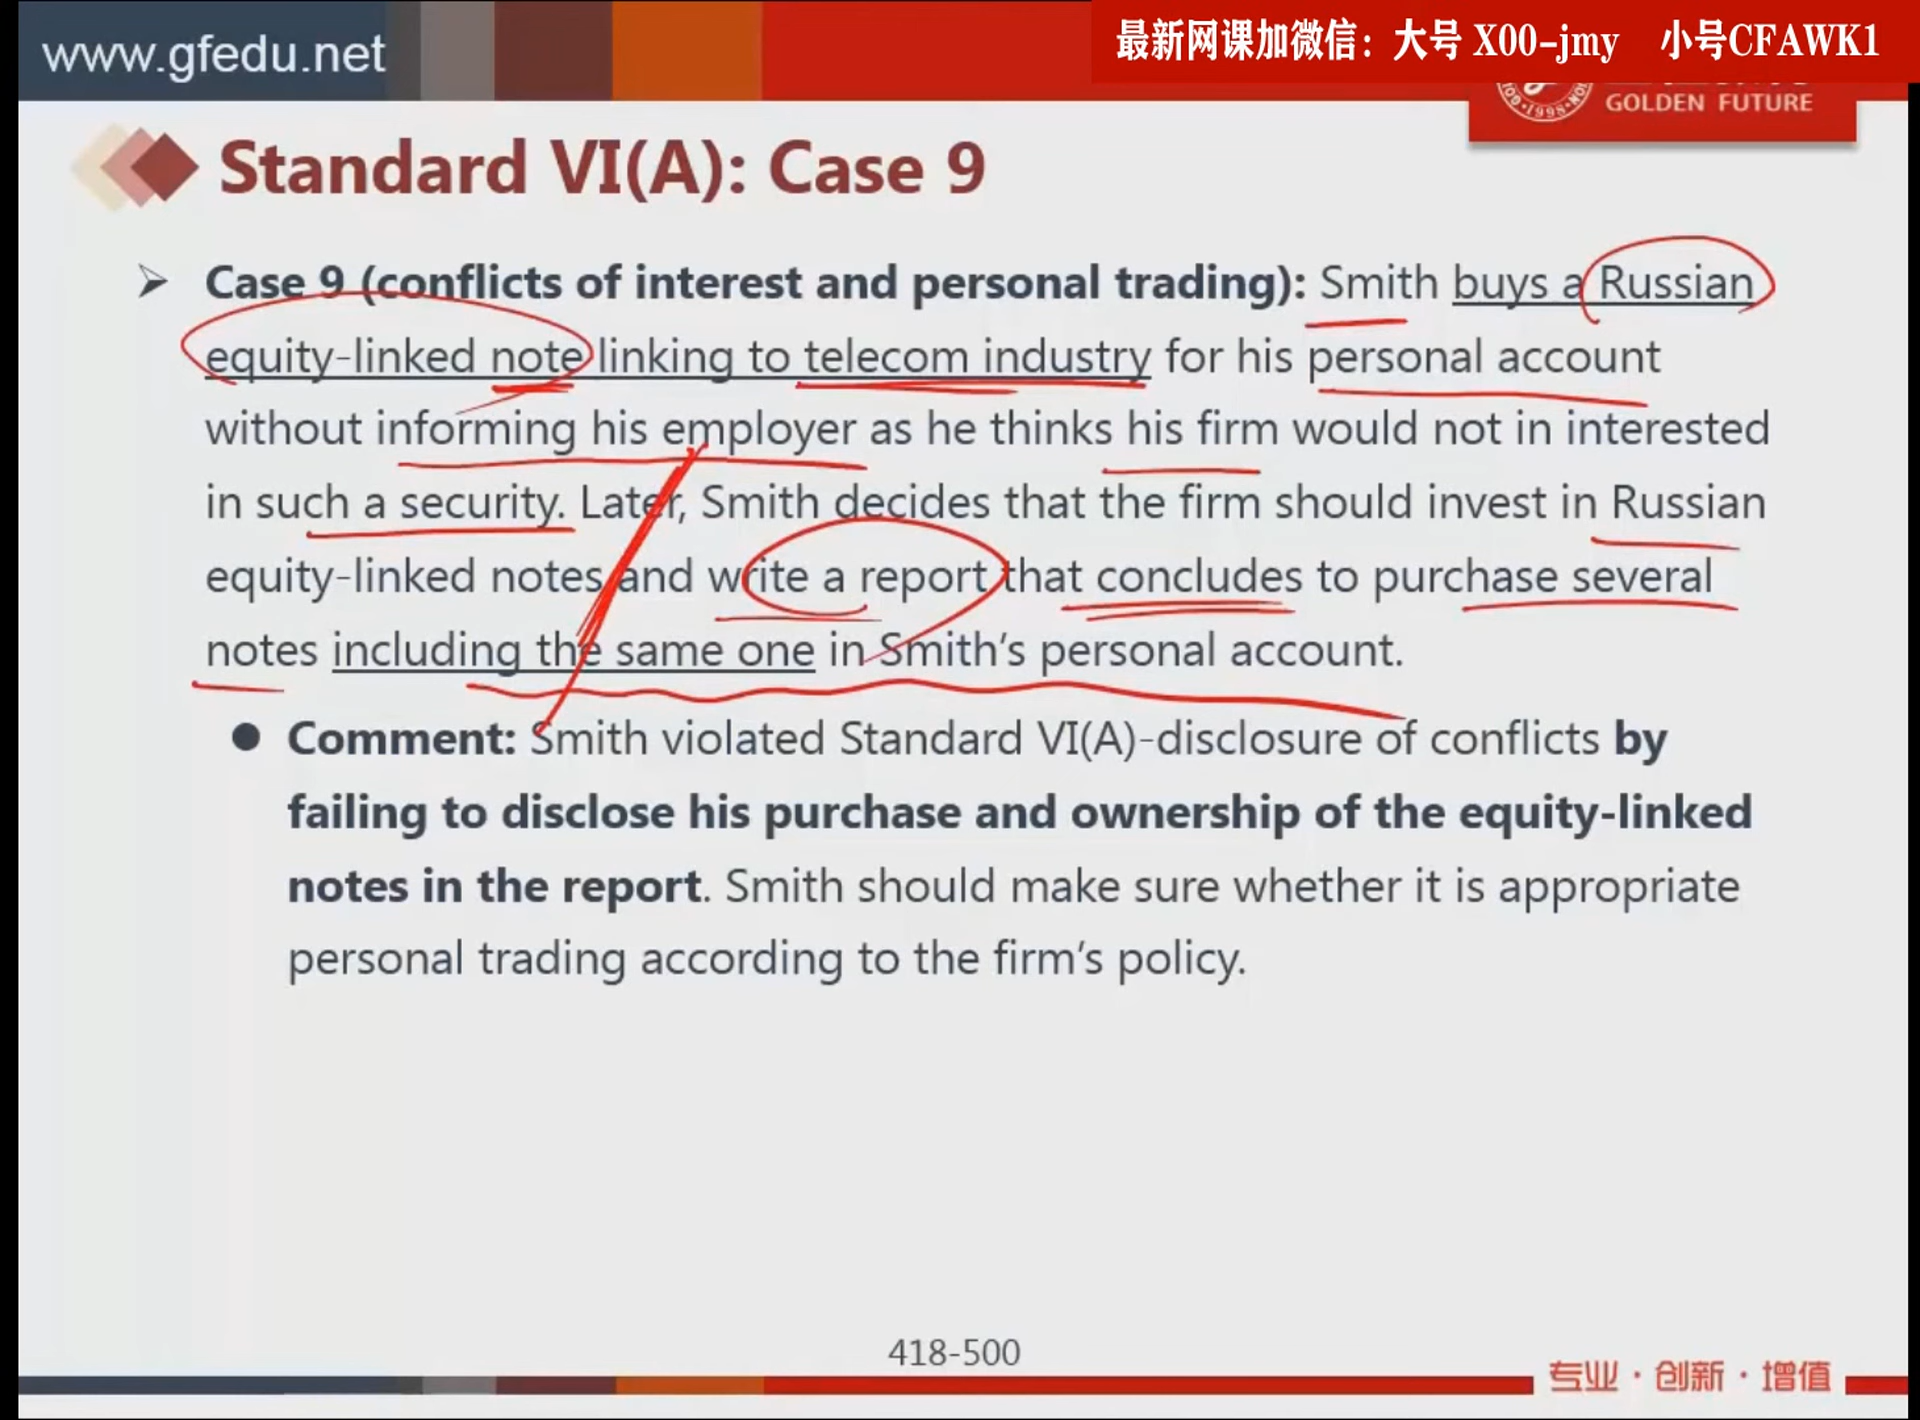 www.gfedu.net
最新网课加微信：大号 X00-jmy 小号CFAWK1
GOLDEN FUTURE
Standard VI(A): Case 9
➢ Case 9 (conflicts of interest and personal trading): Smith buys a Russian
equity-linked note linking to telecom industry for his personal account
without informing his employer as he thinks his firm would not in interested
in such a security. Later, Smith decides that the firm should invest in Russian
equity-linked notes and write a report that concludes to purchase several
notes including the same one in Smith’s personal account.
● Comment: Smith violated Standard VI(A)-disclosure of conflicts by
failing to disclose his purchase and ownership of the equity-linked
notes in the report. Smith should make sure whether it is appropriate
personal trading according to the firm’s policy.
418-500
专业·创新·增值